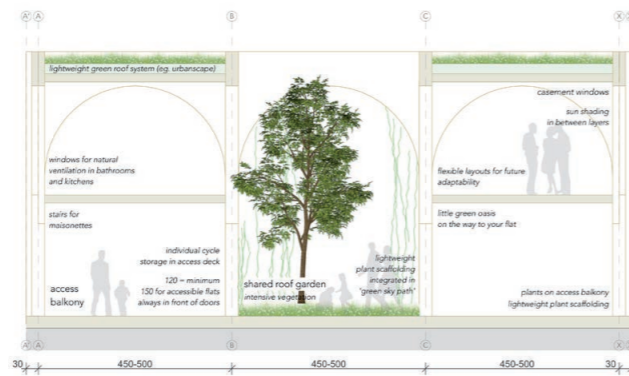 A' A B C X
lightweight green roof system (eg. urbanscape)
casement windows
sun shading
in between layers
windows for natural
ventilation in bathrooms
and kitchens
flexible layouts for future
adaptability
stairs for
maisonettes
little green oasis
on the way to your flat
individual cycle
storage in access deck
120 = minimum
150 for accessible flats
always in front of doors
access
balkony
shared roof garden
intensive vegetation
lightweight
plant scaffolding
integrated in
'green sky path'
plants on access balkony
lightweight plant scaffolding
A' A B C X
30 450-500 450-500 450-500 30